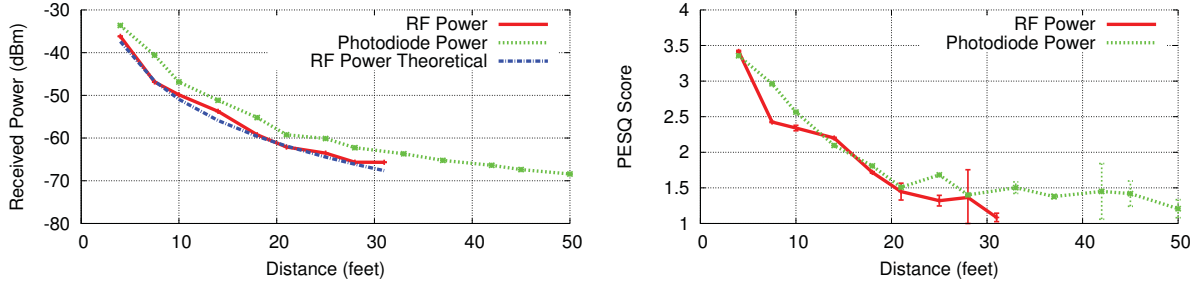 -30
-40
-50
-60
-70
-80
0 10 20 30 40 50
Received Power (dBm)
Distance (feet)
RF Power
Photodiode Power
RF Power Theoretical
4
3.5
3
2.5
2
1.5
1
0 10 20 30 40 50
PESQ Score
Distance (feet)
RF Power
Photodiode Power